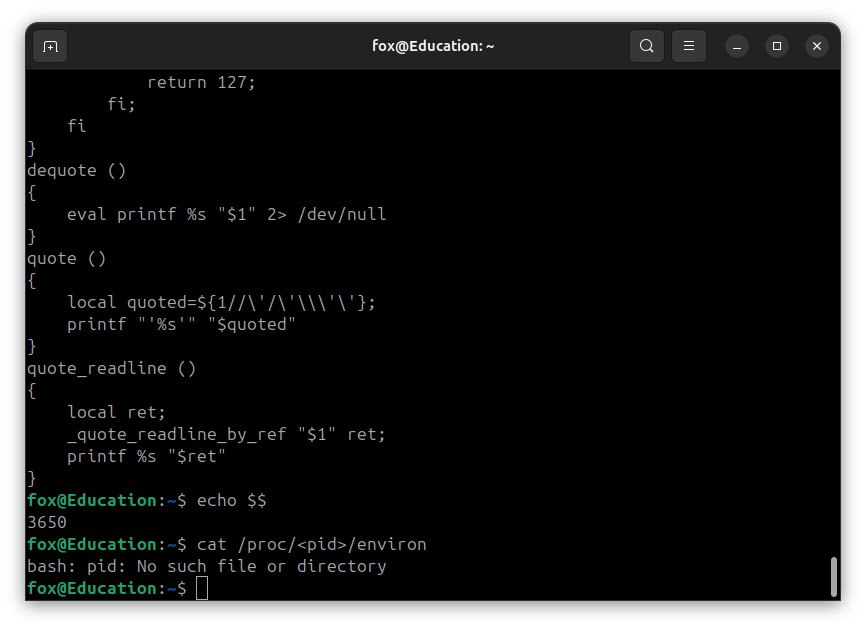 fox@Education: ~
            return 127;
        fi;
    fi
}
dequote ()
{
    eval printf %s "$1" 2> /dev/null
}
quote ()
{
    local quoted=${1//\'/\'\\\'\'};
    printf "'%s'" "$quoted"
}
quote_readline ()
{
    local ret;
    _quote_readline_by_ref "$1" ret;
    printf %s "$ret"
}
fox@Education:~$ echo $$
3650
fox@Education:~$ cat /proc/<pid>/environ
bash: pid: No such file or directory
fox@Education:~$